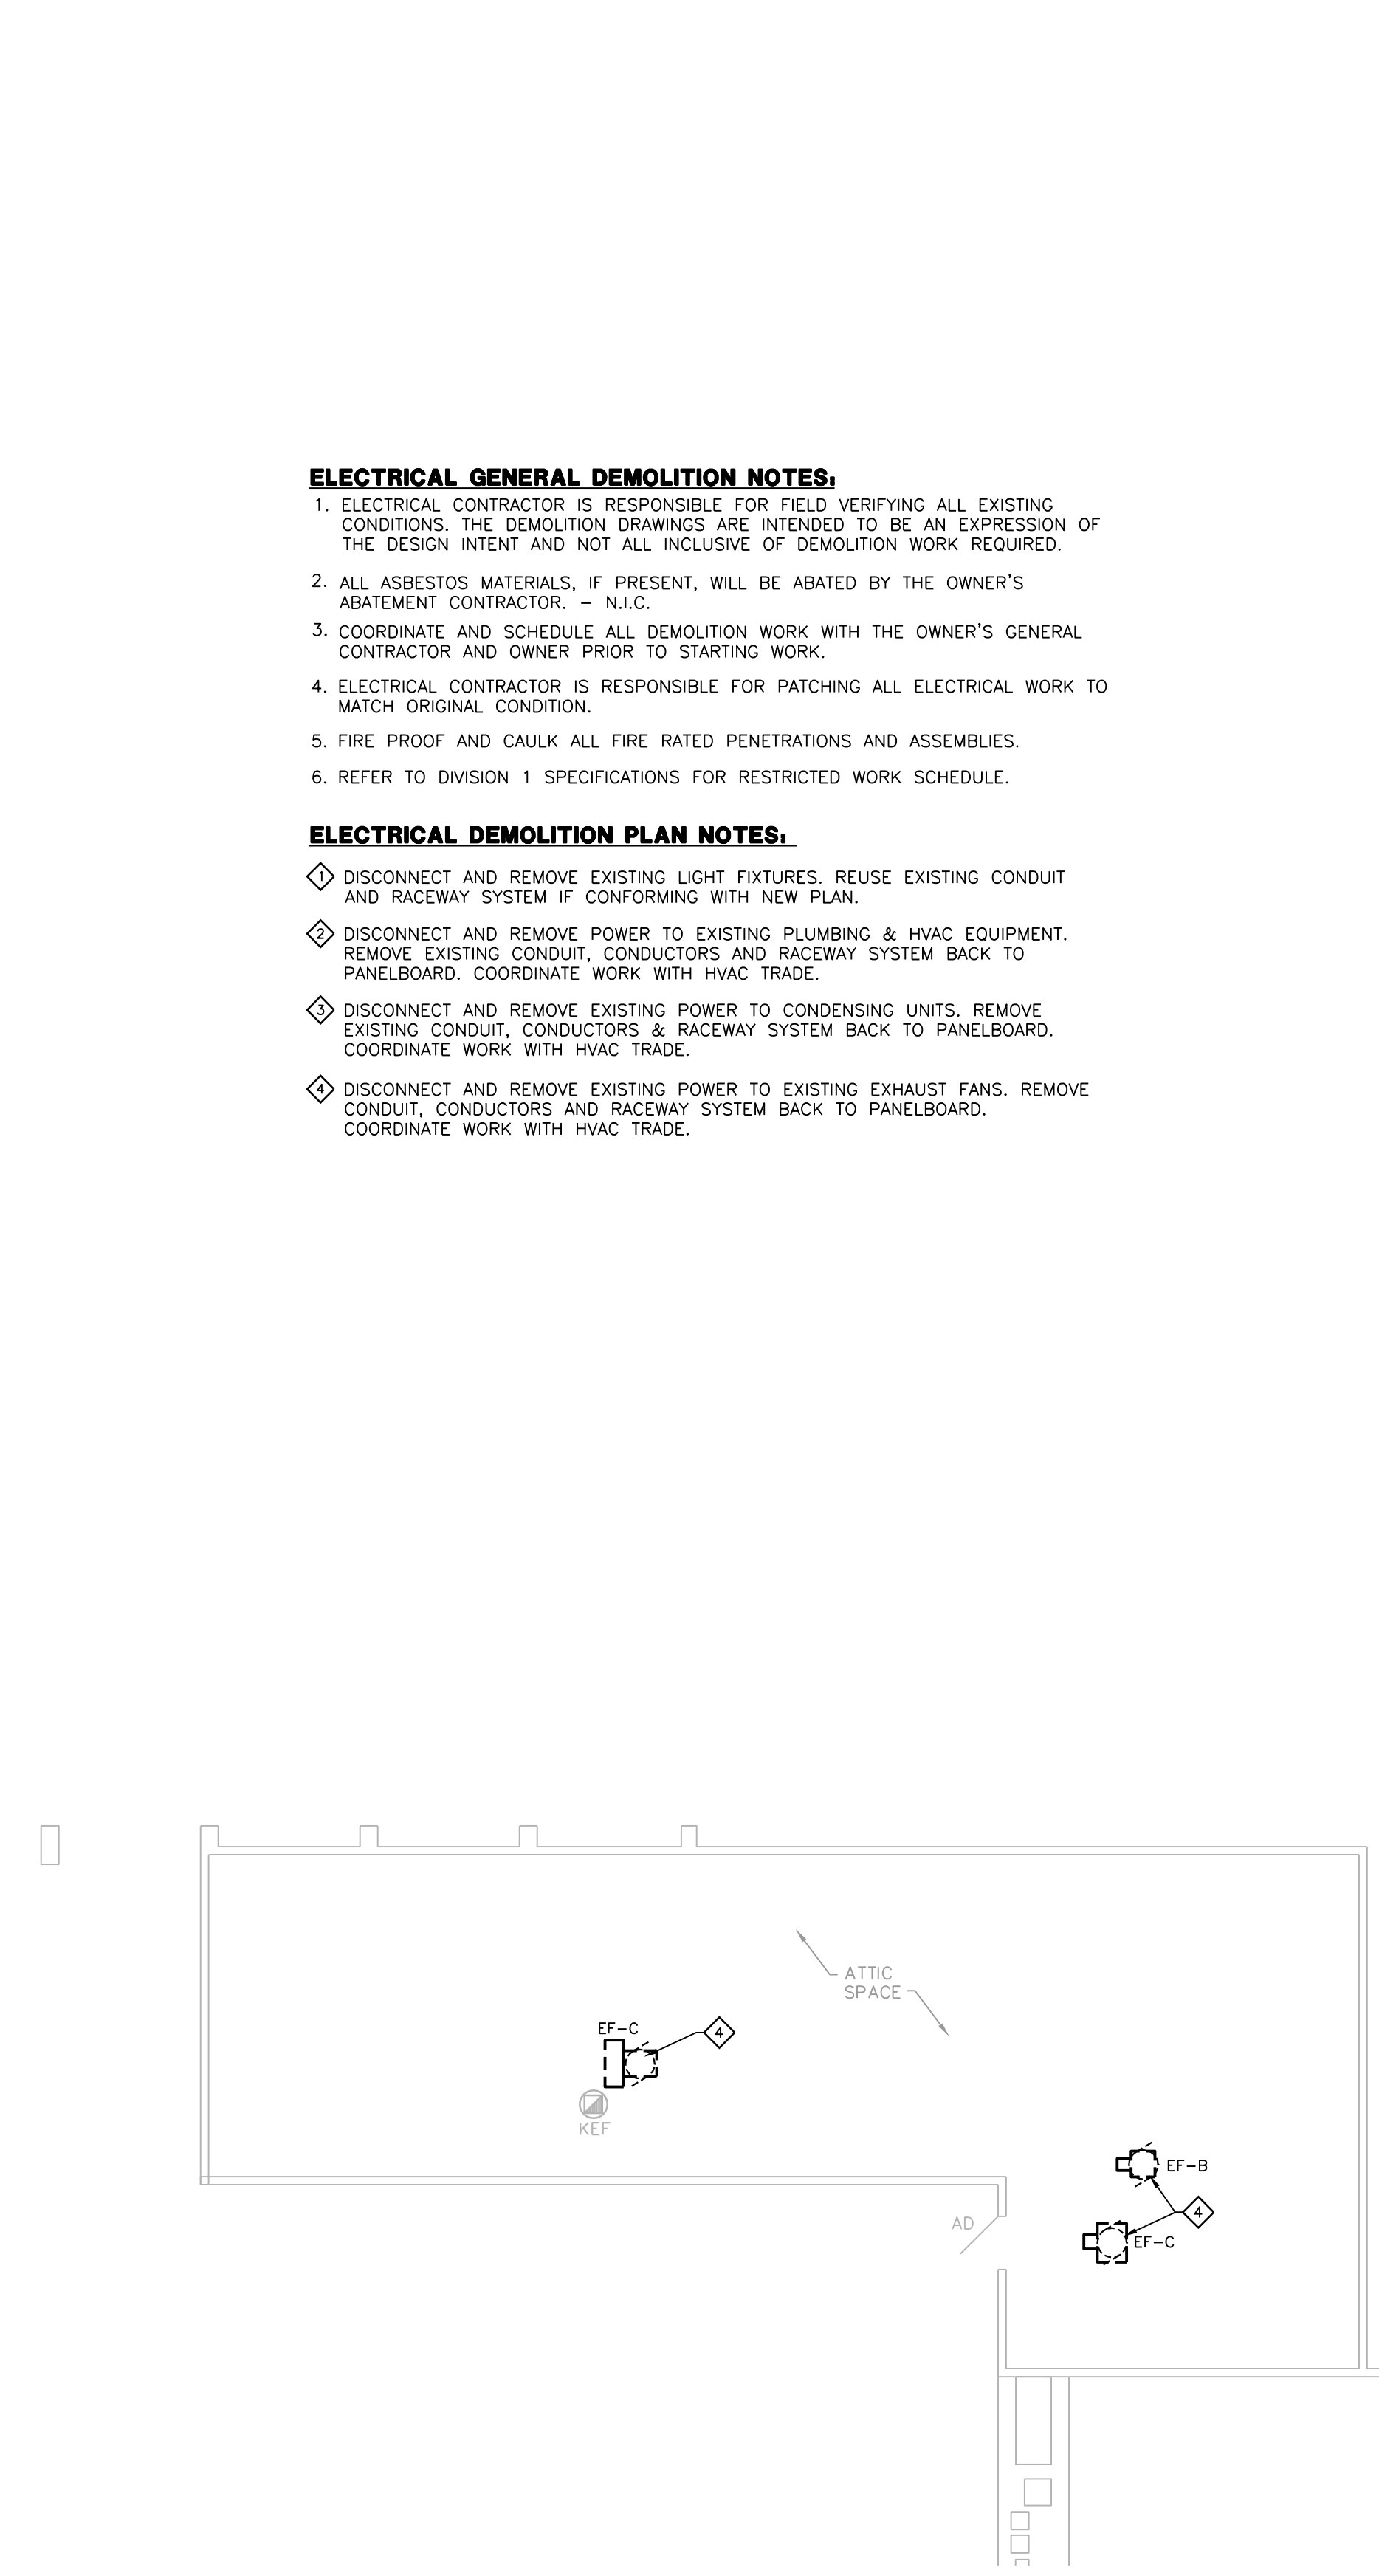 ELECTRICAL GENERAL DEMOLITION NOTES:
1. ELECTRICAL CONTRACTOR IS RESPONSIBLE FOR FIELD VERIFYING ALL EXISTING
CONDITIONS. THE DEMOLITION DRAWINGS ARE INTENDED TO BE AN EXPRESSION OF
THE DESIGN INTENT AND NOT ALL INCLUSIVE OF DEMOLITION WORK REQUIRED.
2. ALL ASBESTOS MATERIALS, IF PRESENT, WILL BE ABATED BY THE OWNER'S
ABATEMENT CONTRACTOR. – N.I.C.
3. COORDINATE AND SCHEDULE ALL DEMOLITION WORK WITH THE OWNER'S GENERAL
CONTRACTOR AND OWNER PRIOR TO STARTING WORK.
4. ELECTRICAL CONTRACTOR IS RESPONSIBLE FOR PATCHING ALL ELECTRICAL WORK TO
MATCH ORIGINAL CONDITION.
5. FIRE PROOF AND CAULK ALL FIRE RATED PENETRATIONS AND ASSEMBLIES.
6. REFER TO DIVISION 1 SPECIFICATIONS FOR RESTRICTED WORK SCHEDULE.
ELECTRICAL DEMOLITION PLAN NOTES:
1 DISCONNECT AND REMOVE EXISTING LIGHT FIXTURES. REUSE EXISTING CONDUIT
AND RACEWAY SYSTEM IF CONFORMING WITH NEW PLAN.
2 DISCONNECT AND REMOVE POWER TO EXISTING PLUMBING & HVAC EQUIPMENT.
REMOVE EXISTING CONDUIT, CONDUCTORS AND RACEWAY SYSTEM BACK TO
PANELBOARD. COORDINATE WORK WITH HVAC TRADE.
3 DISCONNECT AND REMOVE EXISTING POWER TO CONDENSING UNITS. REMOVE
EXISTING CONDUIT, CONDUCTORS & RACEWAY SYSTEM BACK TO PANELBOARD.
COORDINATE WORK WITH HVAC TRADE.
4 DISCONNECT AND REMOVE EXISTING POWER TO EXISTING EXHAUST FANS. REMOVE
CONDUIT, CONDUCTORS AND RACEWAY SYSTEM BACK TO PANELBOARD.
COORDINATE WORK WITH HVAC TRADE.
ATTIC
SPACE
EF-C
4
KEF
EF-B
AD
4
EF-C